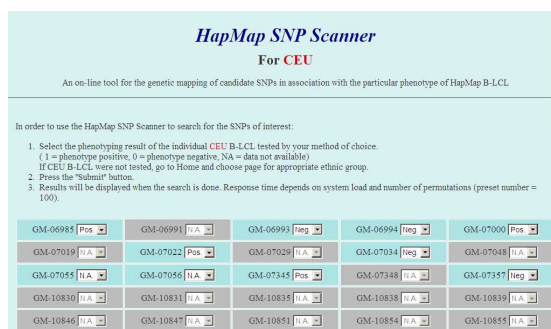 HapMap SNP Scanner
For CEU
An on-line tool for the genetic mapping of candidate SNPs in association with the particular phenotype of HapMap B-LCL
In order to use the HapMap SNP Scanner to search for the SNPs of interest:
1. Select the phenotyping result of the individual CEU B-LCL tested by your method of choice.
( 1 = phenotype positive, 0 = phenotype negative, NA = data not available)
If CEU B-LCL were not tested, go to Home and choose page for appropriate ethnic group.
2. Press the "Submit" button.
3. Results will be displayed when the search is done. Response time depends on system load and number of permutations (preset number =
100).
GM-06985 Pos. GM-06991 N.A. GM-06993 Neg. GM-06994 Neg. GM-07000 Pos.
GM-07019 N.A. GM-07022 Pos. GM-07029 N.A. GM-07034 Neg. GM-07048 N.A.
GM-07055 N.A. GM-07056 N.A. GM-07345 Pos. GM-07348 N.A. GM-07357 Neg.
GM-10830 N.A. GM-10831 N.A. GM-10835 N.A. GM-10838 N.A. GM-10839 N.A.
GM-10846 N.A. GM-10847 N.A. GM-10851 N.A. GM-10854 N.A. GM-10855 N.A.